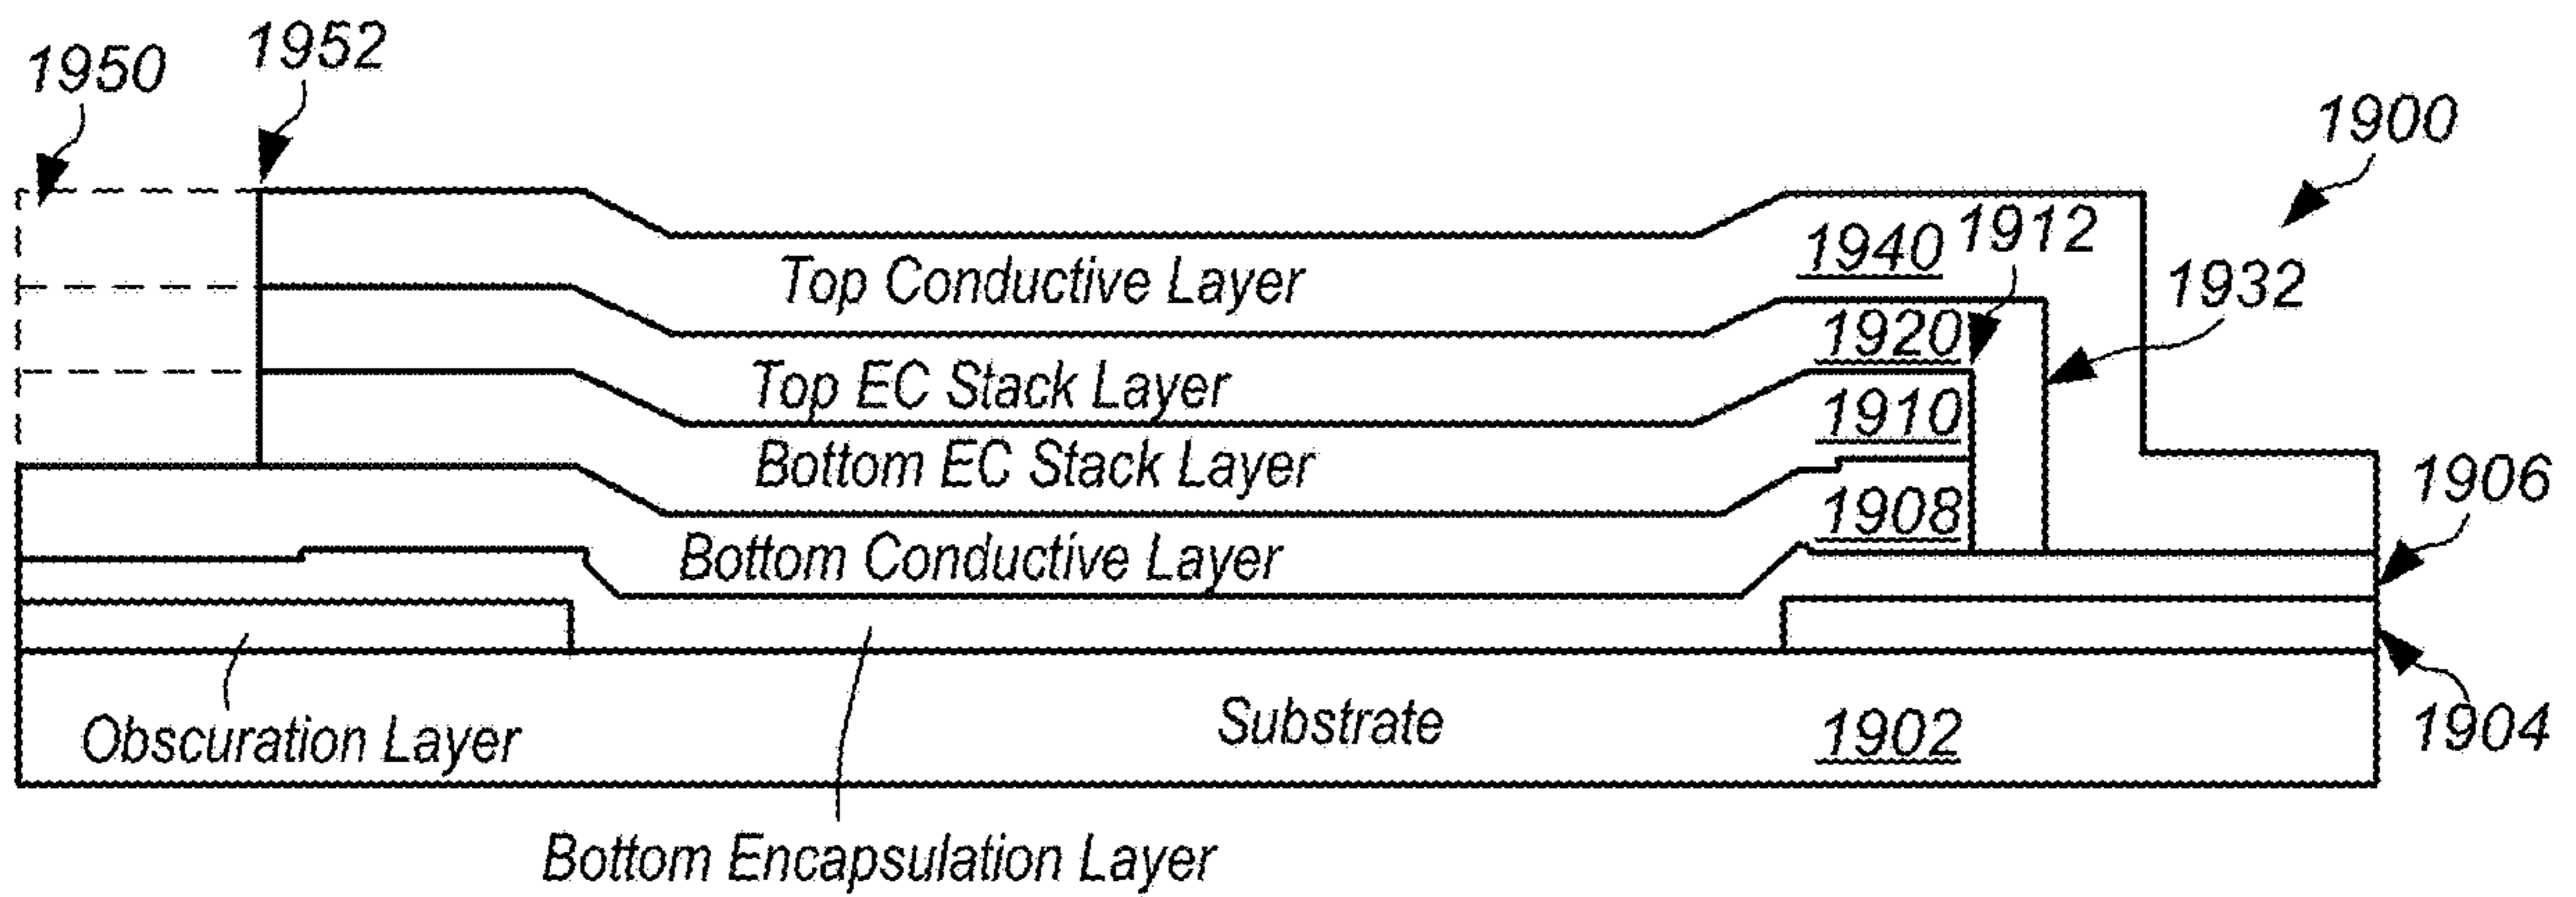 1952
1950
1900
1912
1940
1932
Top Conductive Layer
1920
Top EC Stack Layer
1910
Bottom EC Stack Layer
1906
1908
Bottom Conductive Layer
Substrate
1902
1904
Obscuration Layer
Bottom Encapsulation Layer